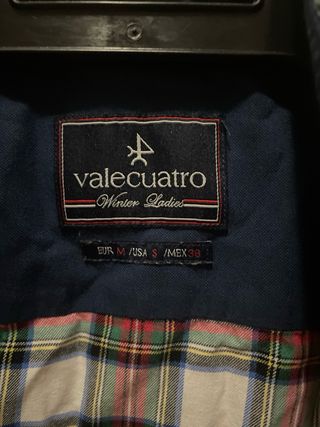 valecuatro
Winter Ladies
EUR M /USA S /MEX 38